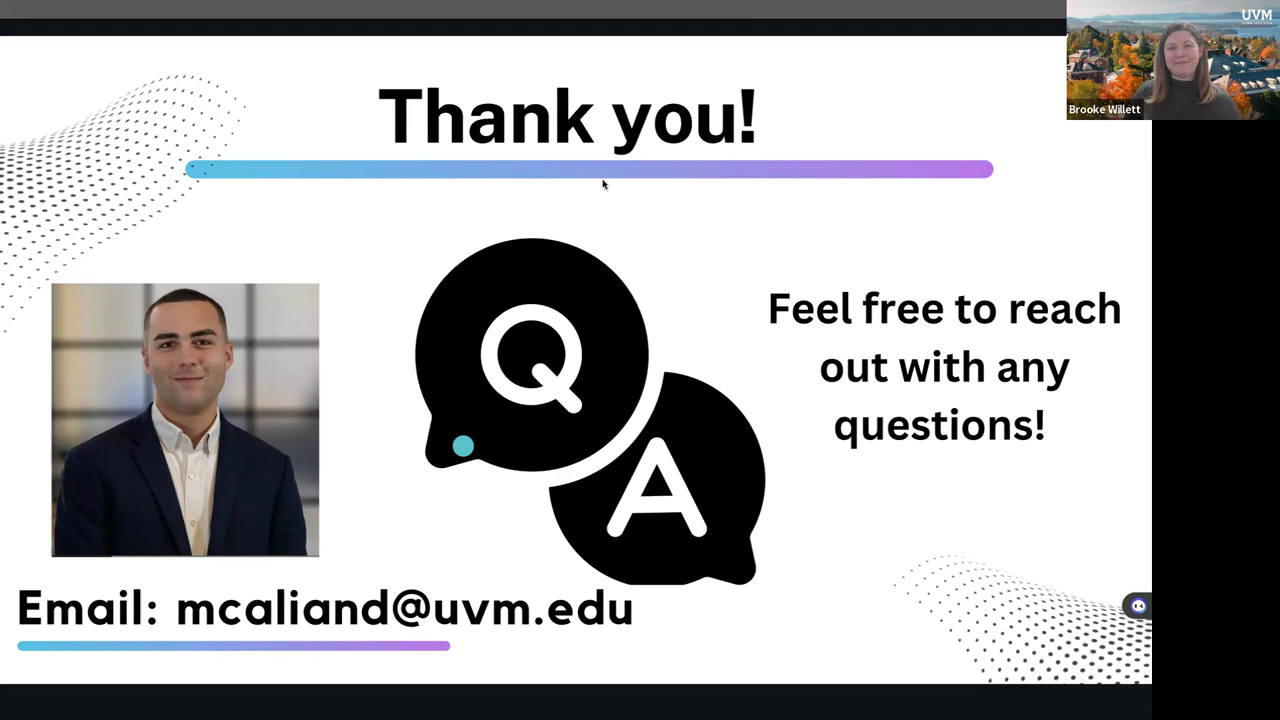 UVM
Brooke Willett
Thank you!
Q
A
Feel free to reach
out with any
questions!
Email: mcaliand@uvm.edu